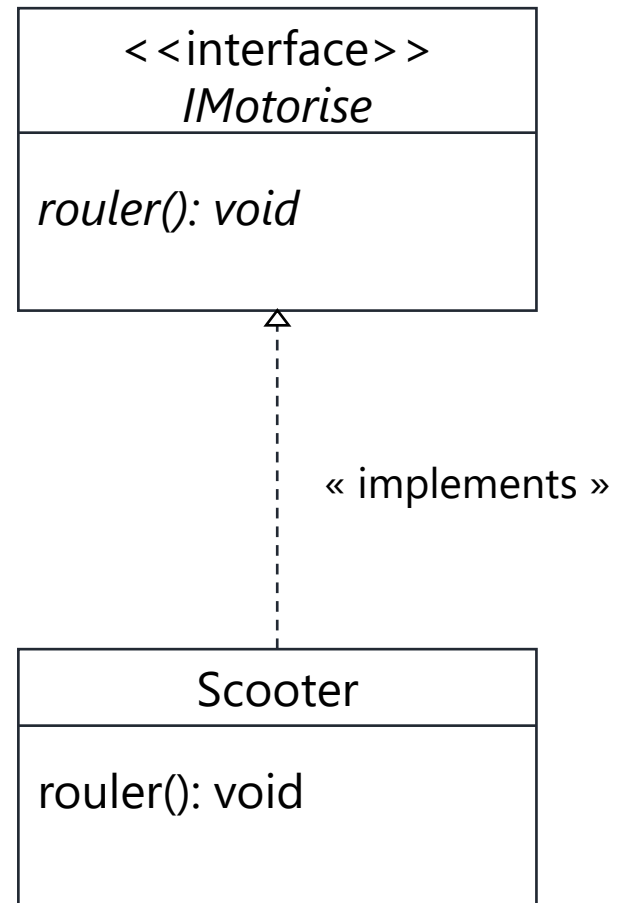 <<interface>>
IMotorise
rouler(): void
« implements »
Scooter
rouler(): void